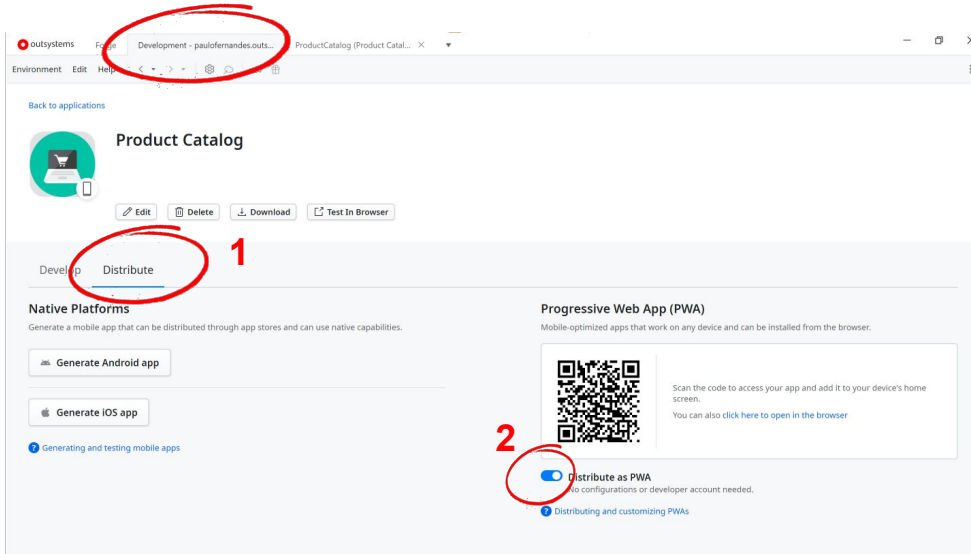 outsystems Forge Development - paulofernandes.outs... ProductCatalog (Product Catal...
Environment Edit Help
Back to applications
Product Catalog
Edit Delete Download Test In Browser
1
Develop Distribute
Native Platforms
Generate a mobile app that can be distributed through app stores and can use native capabilities.
Generate Android app
Generate iOS app
Generating and testing mobile apps
Progressive Web App (PWA)
Mobile-optimized apps that work on any device and can be installed from the browser.
Scan the code to access your app and add it to your device's home
screen.
You can also click here to open in the browser
2
Distribute as PWA
No configurations or developer account needed.
Distributing and customizing PWAs